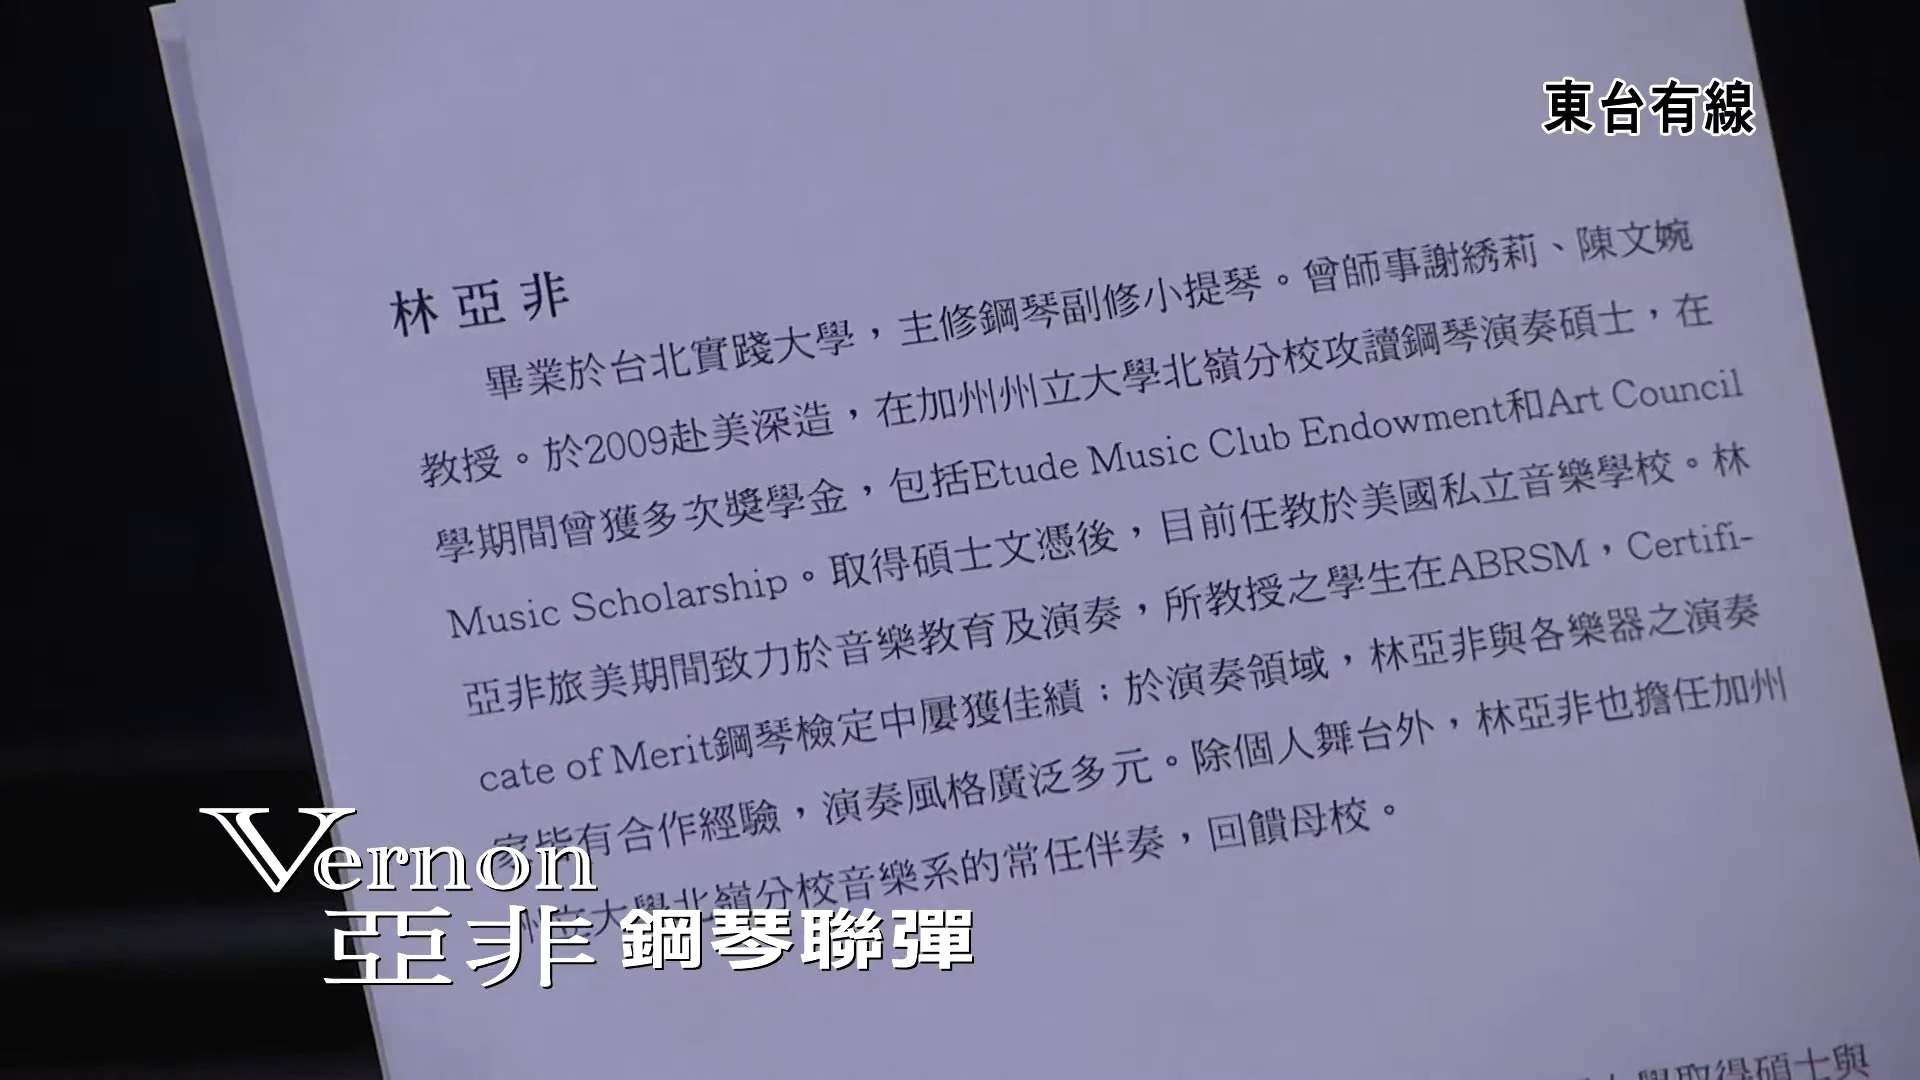 東台有線
林亞非
畢業於台北實踐大學，主修鋼琴副修小提琴。曾師事謝綉莉、陳文婉
教授。於2009赴美深造，在加州州立大學北嶺分校攻讀鋼琴演奏碩士，在
學期間曾獲多次獎學金，包括Etude Music Club Endowment和Art Council
Music Scholarship。取得碩士文憑後，目前任教於美國私立音樂學校。林
亞非旅美期間致力於音樂教育及演奏，所教授之學生在ABRSM，Certifi-
cate of Merit鋼琴檢定中屢獲佳績；於演奏領域，林亞非與各樂器之演奏
家皆有合作經驗，演奏風格廣泛多元。除個人舞台外，林亞非也擔任加州
州立大學北嶺分校音樂系的常任伴奏，回饋母校。
Vernon
亞非鋼琴聯彈
學取得碩士與